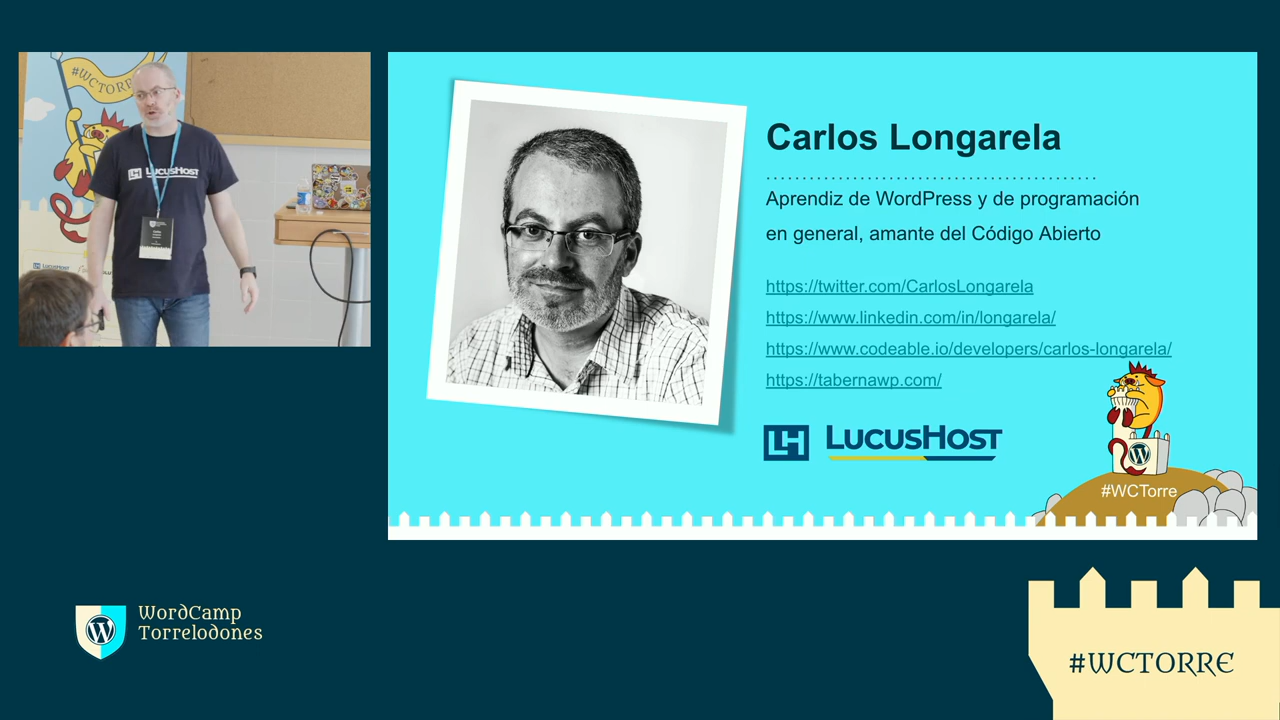 #WCTORRE
LH LUCUSHOST
Carlos Longarela
Aprendiz de WordPress y de programación
en general, amante del Código Abierto
https://twitter.com/CarlosLongarela
https://www.linkedin.com/in/longarela/
https://www.codeable.io/developers/carlos-longarela/
https://tabernawp.com/
LH LUCUSHOST
#WCTorre
WordCamp
Torrelodones
#WCTORRE